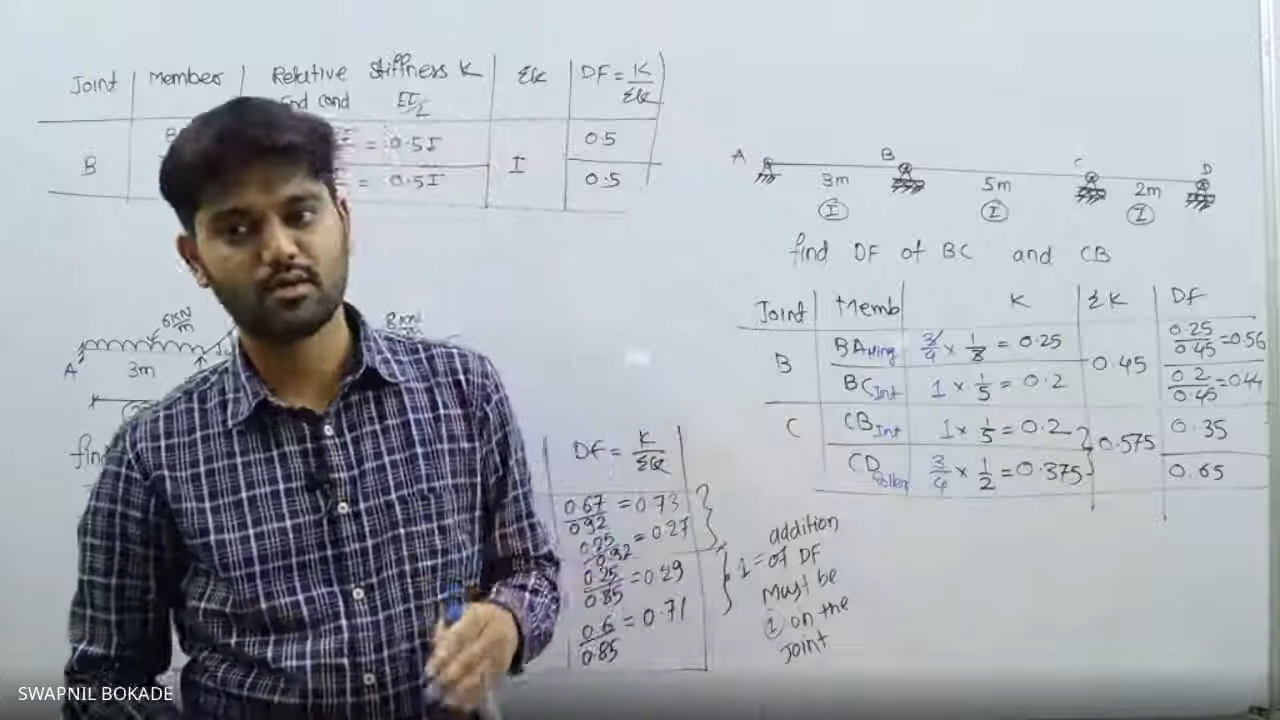 Joint Member Relative Stiffness K ΣK DF = K/ΣK
End cond EI/L
B = 0.5I I 0.5
= 0.5I 0.5
A B C D
3m 5m 2m
I I I
find DF of BC and CB
Joint Memb K ΣK DF
B BA Hing 3/4 × 1/3 = 0.25 0.45 0.25/0.45 = 0.56
BC Int 1 × 1/5 = 0.2 0.2/0.45 = 0.44
C CB Int 1 × 1/5 = 0.2 0.575 0.35
CD Roller 3/4 × 1/2 = 0.375 0.65
6 kN/m 8 kN/m
A 3m
find
DF = K/ΣK
0.67/0.92 = 0.73
0.25/0.92 = 0.27
0.25/0.85 = 0.29
0.6/0.85 = 0.71
1 = addition
of DF
must be
1 on the
Joint
SWAPNIL BOKADE